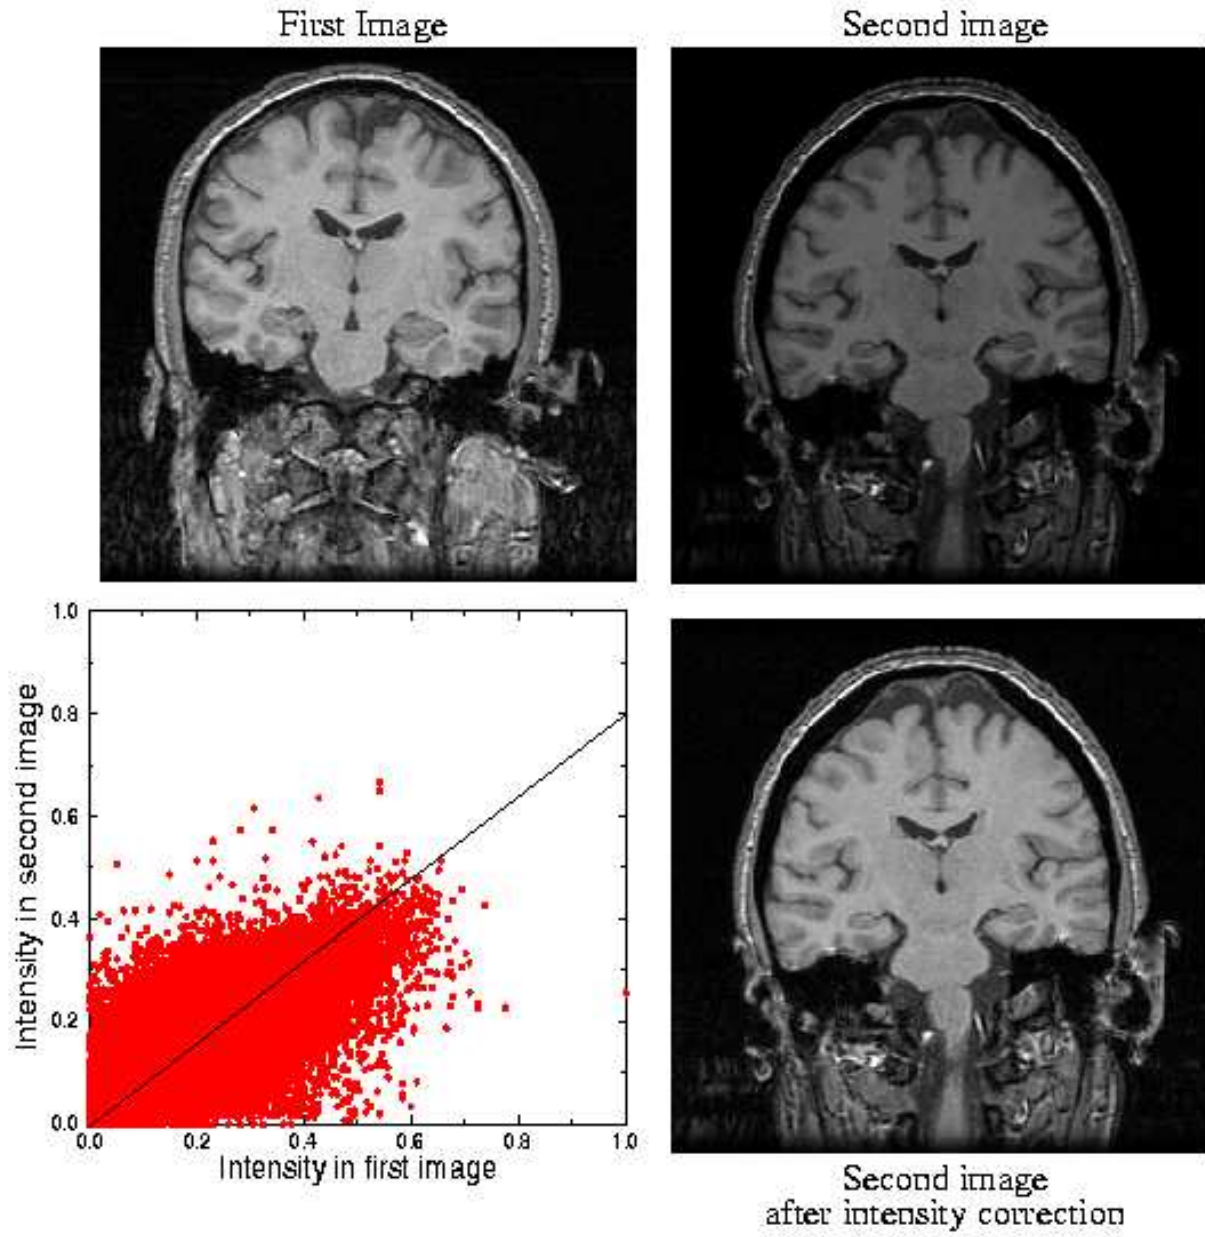 First Image
Second image
1.0
0.8
0.6
0.4
0.2
0.0
Intensity in second image
0.0 0.2 0.4 0.6 0.8 1.0
Intensity in first image
Second image
after intensity correction